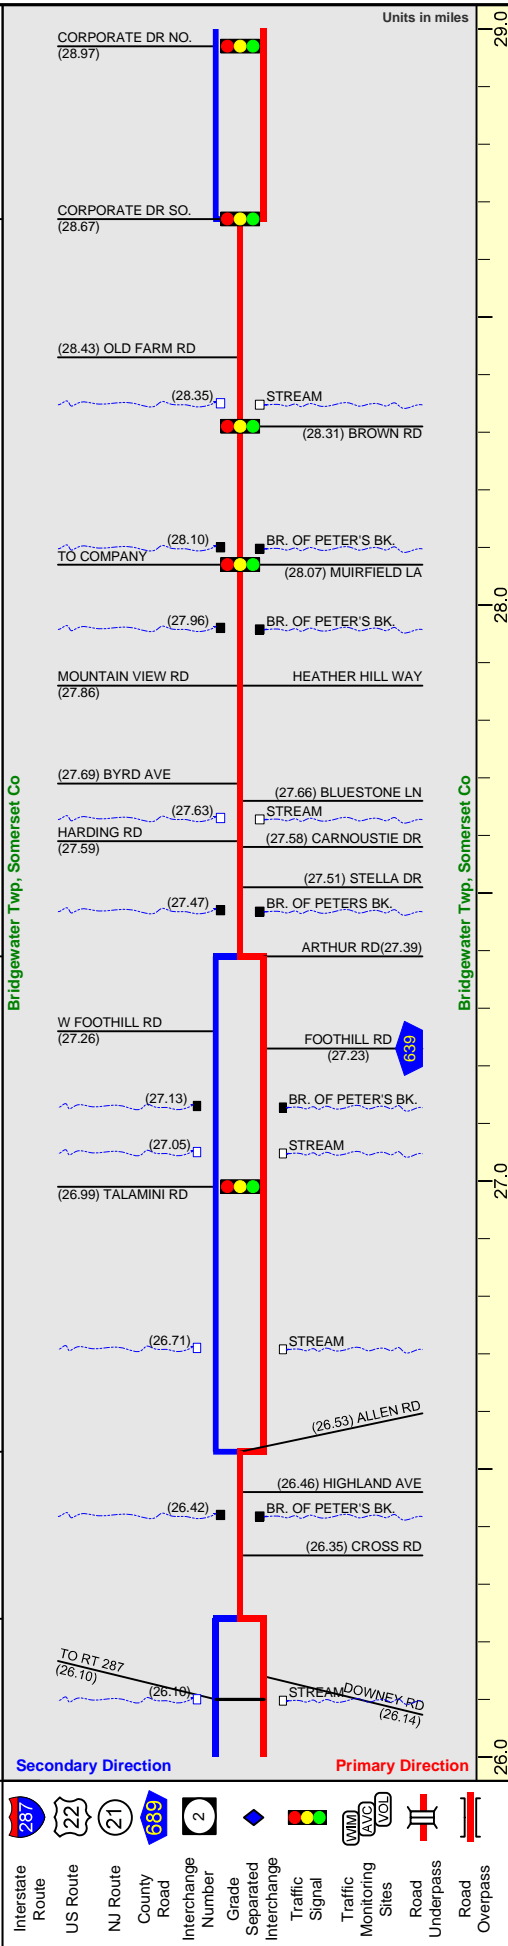 Units in miles
29.0
CORPORATE DR NO.
(28.97)
CORPORATE DR SO.
(28.67)
(28.43) OLD FARM RD
(28.35)
STREAM
(28.31) BROWN RD
(28.10)
BR. OF PETER'S BK.
TO COMPANY
(28.07) MUIRFIELD LA
28.0
(27.96)
BR. OF PETER'S BK.
MOUNTAIN VIEW RD
HEATHER HILL WAY
(27.86)
(27.69) BYRD AVE
(27.66) BLUESTONE LN
(27.63)
STREAM
HARDING RD
(27.58) CARNOUSTIE DR
(27.59)
(27.51) STELLA DR
(27.47)
BR. OF PETERS BK.
Bridgewater Twp, Somerset Co
Bridgewater Twp, Somerset Co
ARTHUR RD(27.39)
W FOOTHILL RD
(27.26)
FOOTHILL RD
(27.23)
639
(27.13)
BR. OF PETER'S BK.
(27.05)
STREAM
27.0
(26.99) TALAMINI RD
(26.71)
STREAM
(26.53) ALLEN RD
(26.46) HIGHLAND AVE
(26.42)
BR. OF PETER'S BK.
(26.35) CROSS RD
TO RT 287
(26.10)
(26.10)
STREAM
DOWNEY RD
(26.14)
26.0
Secondary Direction
Primary Direction
287
Interstate
Route
22
US Route
21
NJ Route
689
County
Road
2
Interchange
Number
Grade
Separated
Interchange
Traffic
Signal
WIM
AVC
VOL
Traffic
Monitoring
Sites
Road
Underpass
Road
Overpass